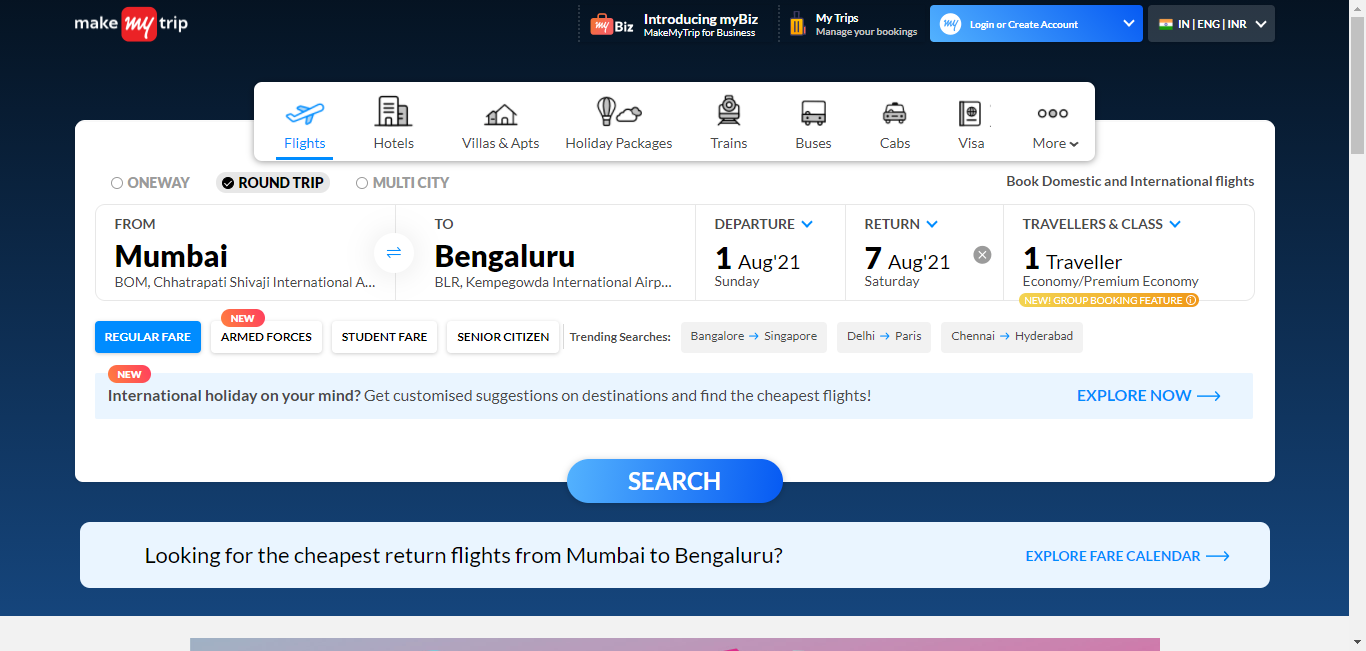 make my trip
my Biz
Introducing myBiz
MakeMyTrip for Business
My Trips
Manage your bookings
my Login or Create Account
IN | ENG | INR
Flights
Hotels
Villas & Apts
Holiday Packages
Trains
Buses
Cabs
Visa
More
ONEWAY
ROUND TRIP
MULTI CITY
Book Domestic and International flights
FROM
Mumbai
BOM, Chhatrapati Shivaji International A...
TO
Bengaluru
BLR, Kempegowda International Airp...
DEPARTURE
1 Aug'21
Sunday
RETURN
7 Aug'21
Saturday
TRAVELLERS & CLASS
1 Traveller
Economy/Premium Economy
NEW! GROUP BOOKING FEATURE
REGULAR FARE
NEW
ARMED FORCES
STUDENT FARE
SENIOR CITIZEN
Trending Searches:
Bangalore → Singapore
Delhi → Paris
Chennai → Hyderabad
NEW
International holiday on your mind? Get customised suggestions on destinations and find the cheapest flights!
EXPLORE NOW
SEARCH
Looking for the cheapest return flights from Mumbai to Bengaluru?
EXPLORE FARE CALENDAR